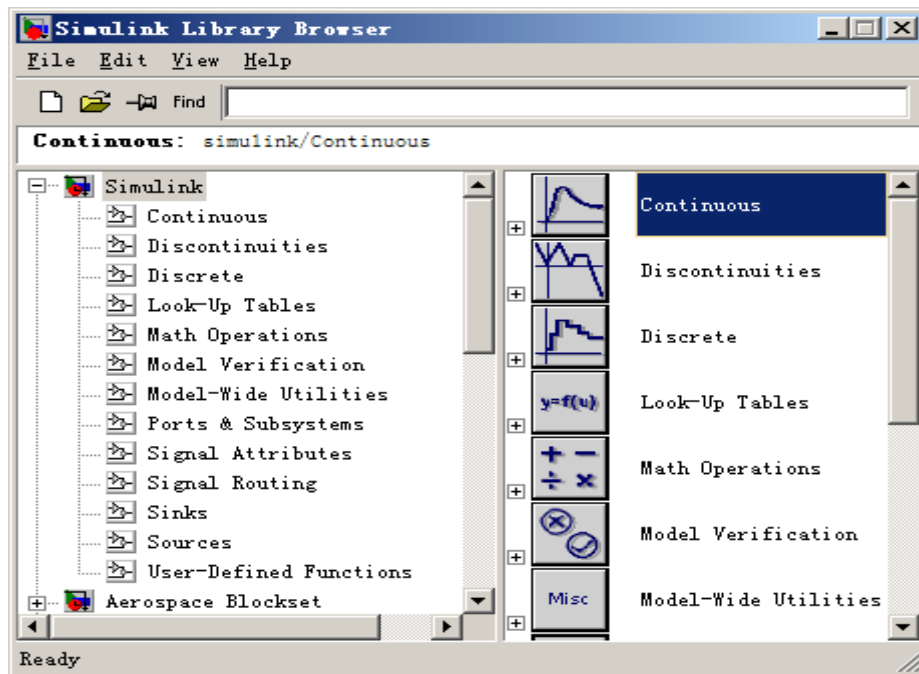 Simulink Library Browser
File Edit View Help
Find
Continuous: simulink/Continuous
Simulink
Continuous
Discontinuities
Discrete
Look-Up Tables
Math Operations
Model Verification
Model-Wide Utilities
Ports & Subsystems
Signal Attributes
Signal Routing
Sinks
Sources
User-Defined Functions
Aerospace Blockset
Continuous
Discontinuities
Discrete
y=f(u) Look-Up Tables
Math Operations
Model Verification
Misc Model-Wide Utilities
Ready